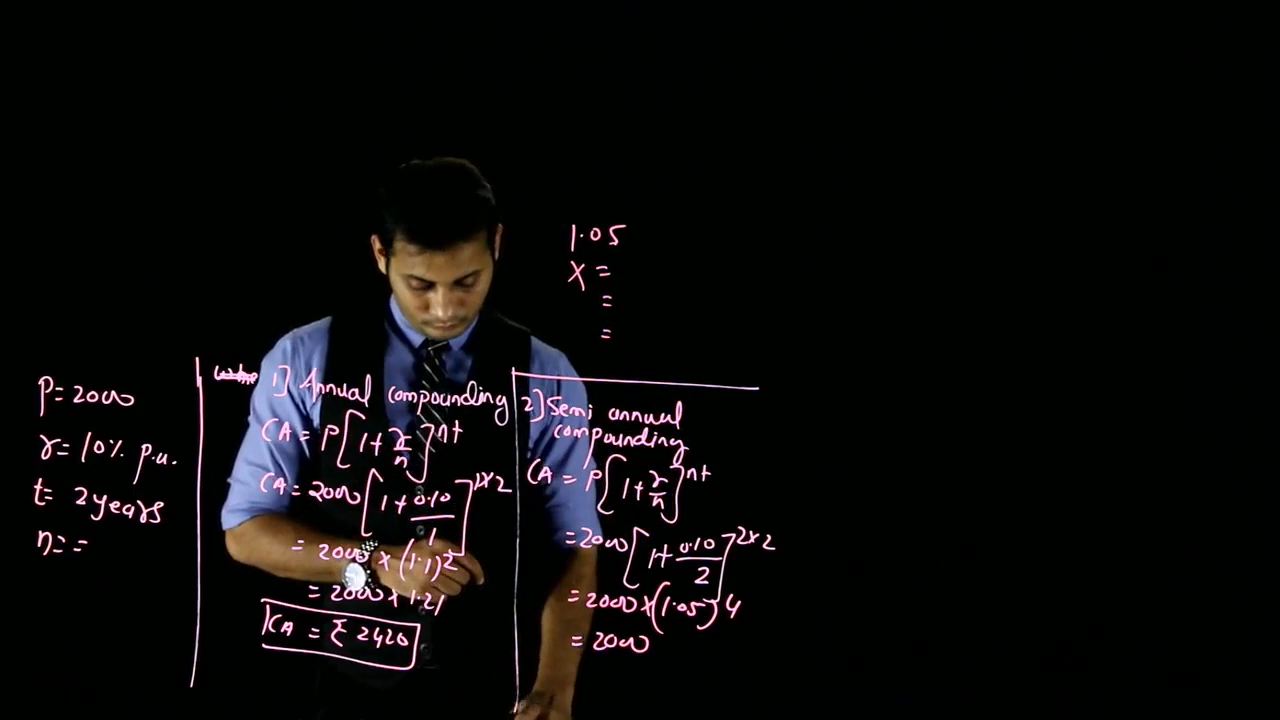 1.05
X =
=
=
P = 2000
r = 10% p.a.
t = 2 years
n = =
1] Annual compounding
CA = P[1 + r/n]^nt
CA = 2000[1 + 0.10/1]^1×2
= 2000 × (1.1)^2
= 2000 × 1.21
CA = ₹ 2420
2] Semi annual
compounding
CA = P[1 + r/n]^nt
= 2000[1 + 0.10/2]^2×2
= 2000 × (1.05)^4
= 2000